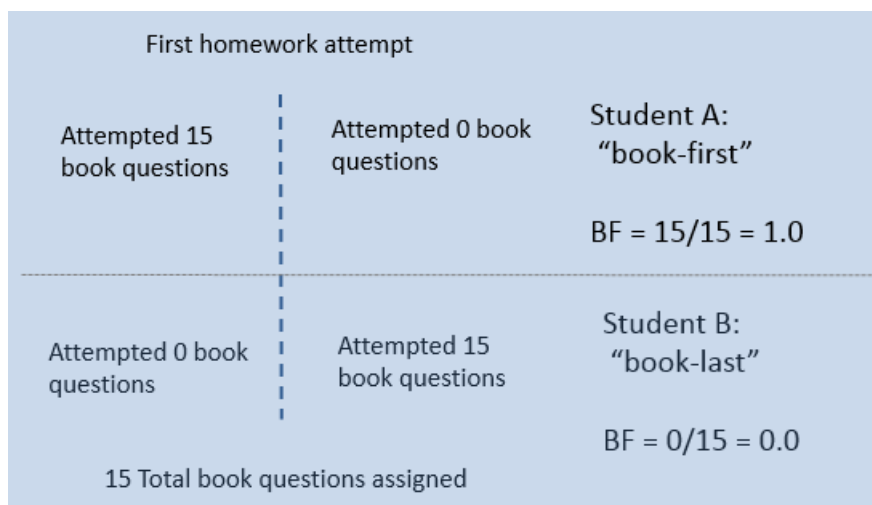 First homework attempt
Attempted 15
book questions
Attempted 0 book
questions
Student A:
“book-first”
BF = 15/15 = 1.0
Attempted 0 book
questions
Attempted 15
book questions
Student B:
“book-last”
BF = 0/15 = 0.0
15 Total book questions assigned